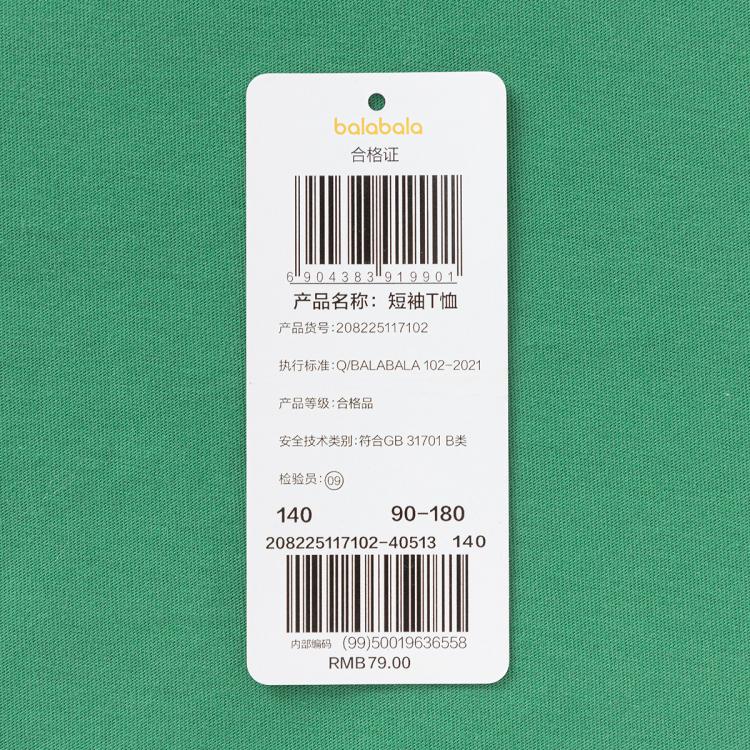 balabala
合格证
6 904383 919901
产品名称：短袖T恤
产品货号:208225117102
执行标准:Q/BALABALA 102-2021
产品等级:合格品
安全技术类别:符合GB 31701 B类
检验员:09
140 90-180
208225117102-40513 140
内部编码 (99)50019636558
RMB79.00